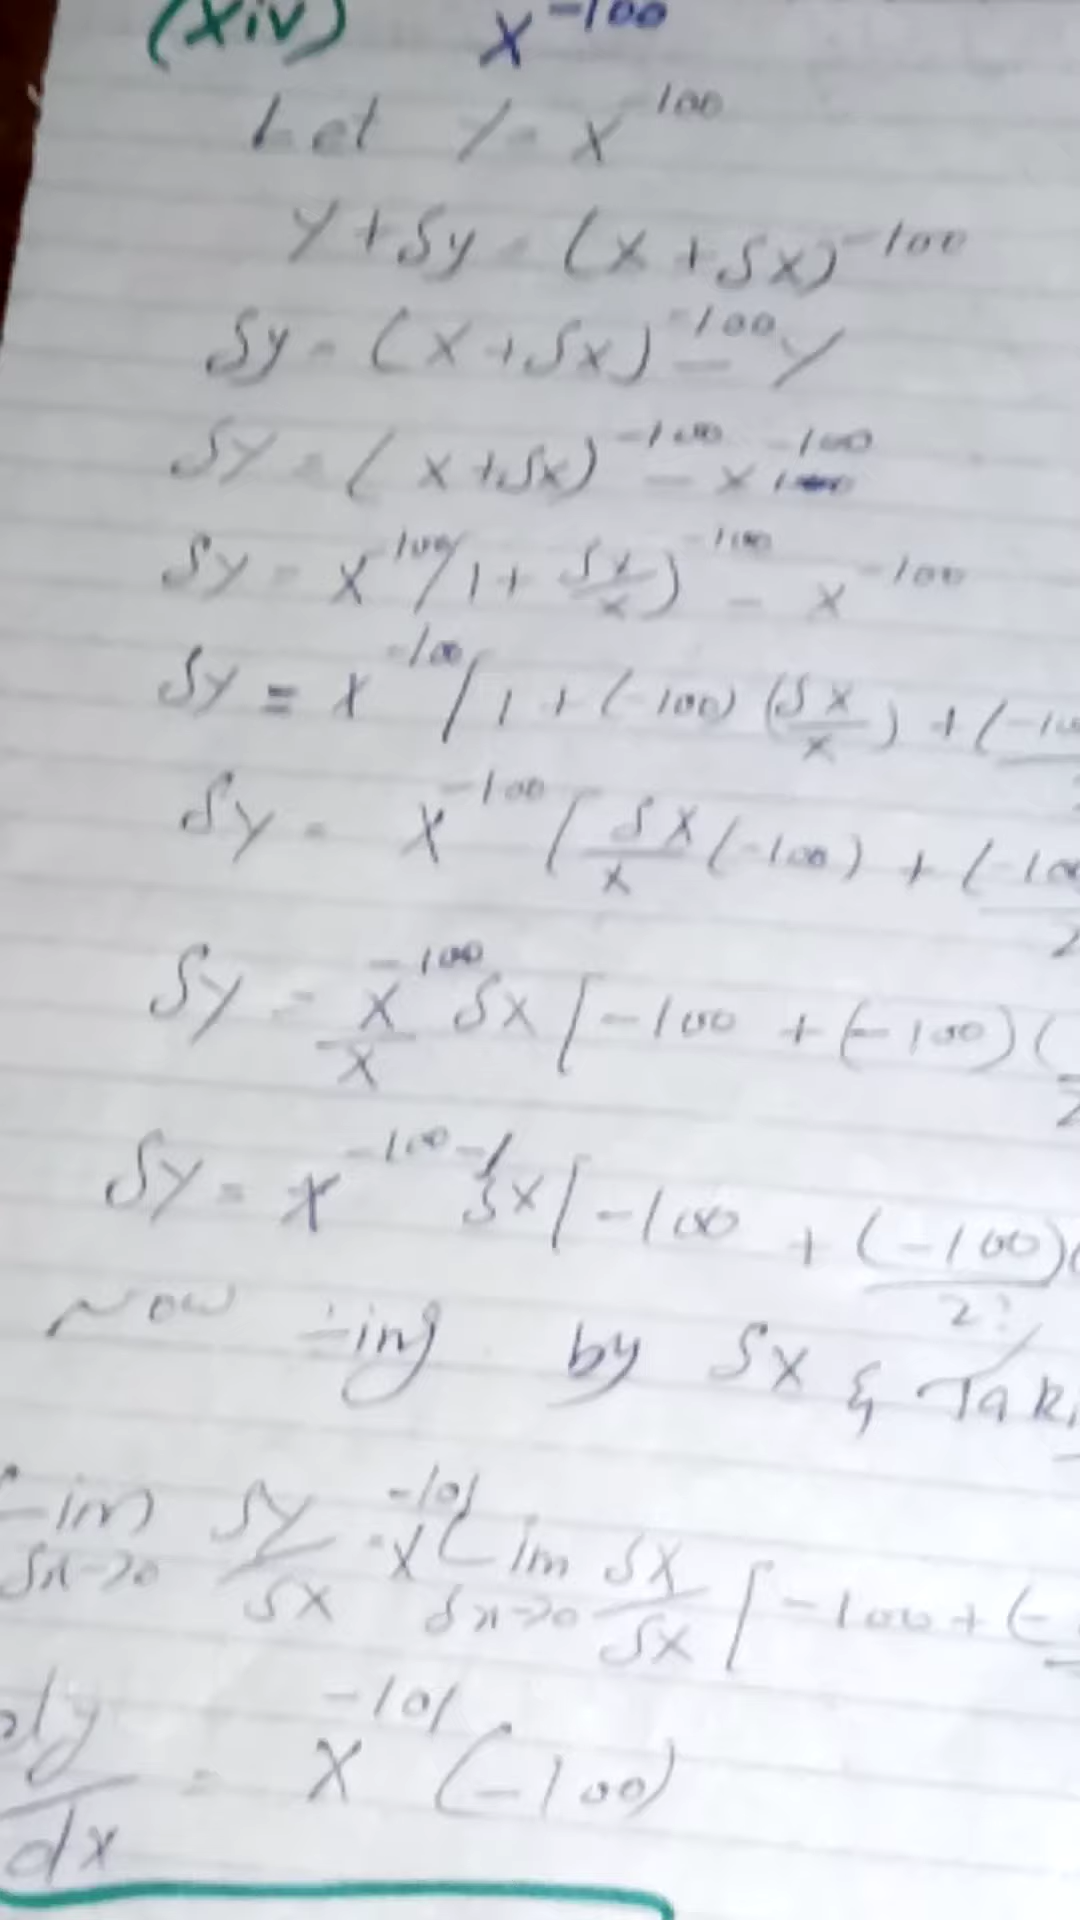 (xiv) x^-100
Let y = x^-100
y + δy = (x + δx)^-100
δy = (x + δx)^-100 - y
δy = (x + δx)^-100 - x^-100
δy = x^-100 (1 + δx/x)^-100 - x^-100
δy = x^-100 [1 + (-100) (δx/x) + (-10
δy = x^-100 [δx/x (-100) + (-100
δy = x^-100/x δx [-100 + (-100)(
δy = x^-100-1 δx [-100 + (-100)(/2!
Now ÷ing by δx & Taki
Lim δx→0 δy/δx = x^-101 Lim δx→0 δx/δx [-100 + (-
dy/dx = x^-101 (-100)